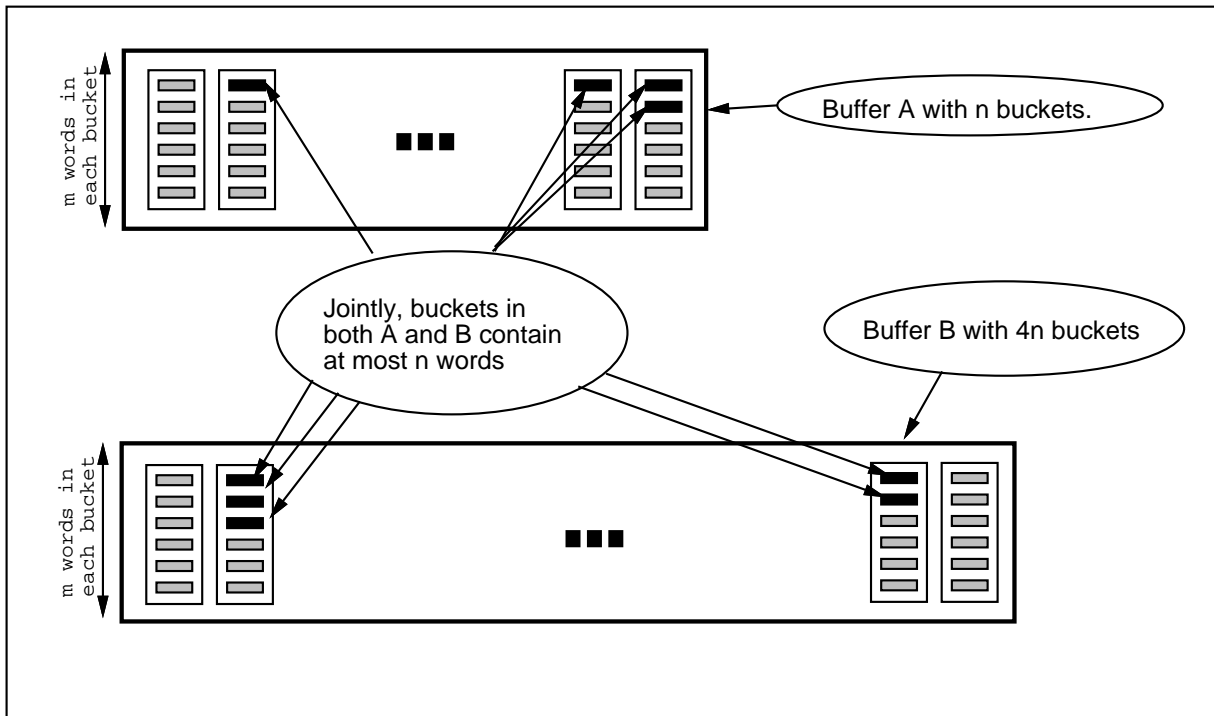 m words in
each bucket
Buffer A with n buckets.
Jointly, buckets in
both A and B contain
at most n words
Buffer B with 4n buckets
m words in
each bucket